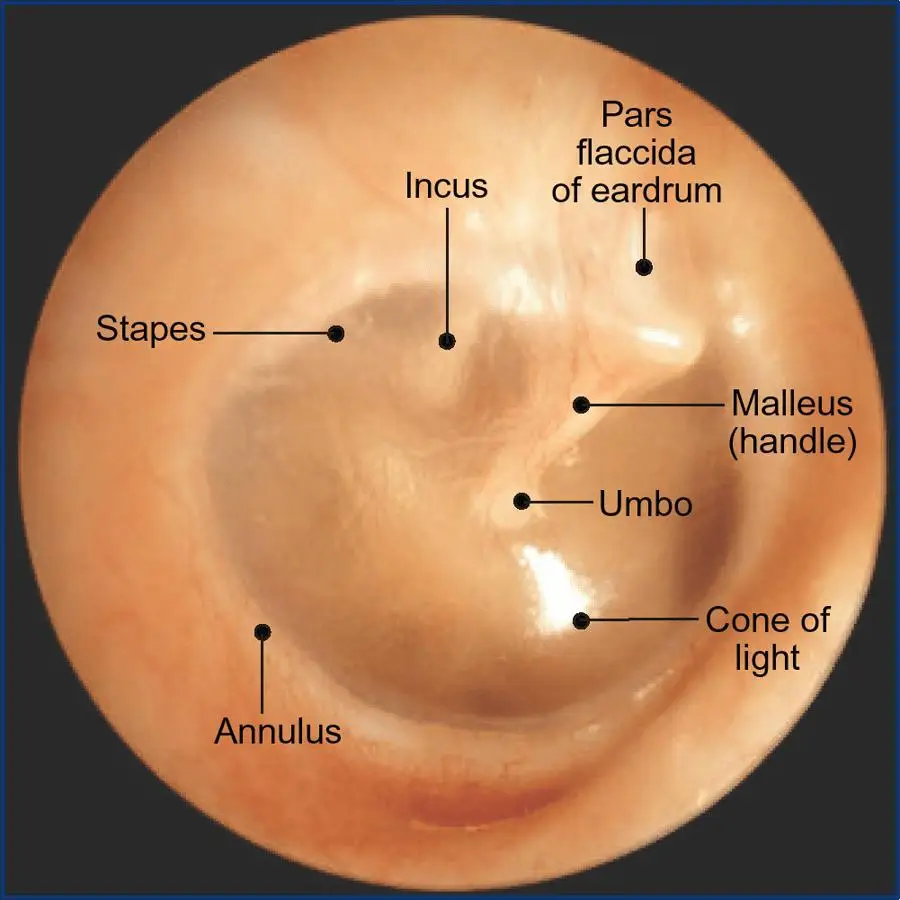 Pars
flaccida
of eardrum
Incus
Stapes
Malleus
(handle)
Umbo
Cone of
light
Annulus